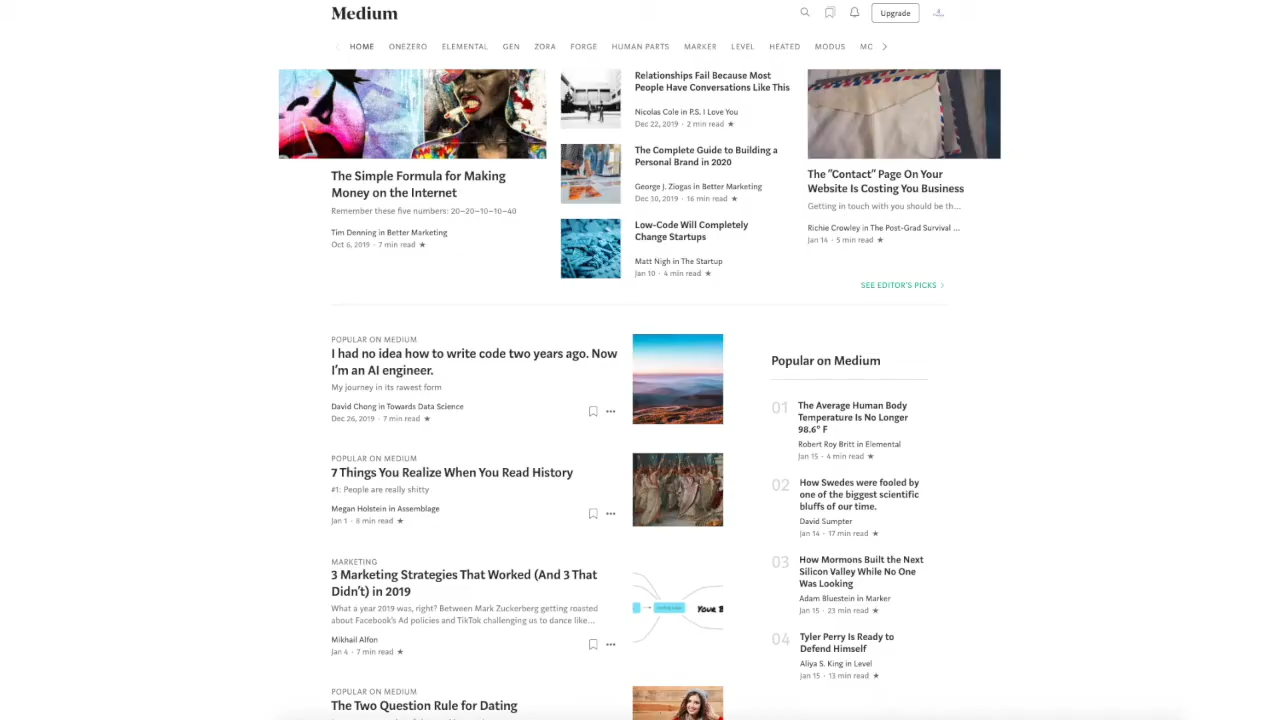 Medium
Upgrade
HOME ONEZERO ELEMENTAL GEN ZORA FORGE HUMAN PARTS MARKER LEVEL HEATED MODUS MC
The Simple Formula for Making
Money on the Internet
Remember these five numbers: 20–20–10–10–40
Tim Denning in Better Marketing
Oct 6, 2019 · 7 min read ★
Relationships Fail Because Most
People Have Conversations Like This
Nicolas Cole in P.S. I Love You
Dec 22, 2019 · 2 min read ★
The Complete Guide to Building a
Personal Brand in 2020
George J. Ziogas in Better Marketing
Dec 30, 2019 · 16 min read ★
Low-Code Will Completely
Change Startups
Matt Nigh in The Startup
Jan 10 · 4 min read ★
The "Contact" Page On Your
Website Is Costing You Business
Getting in touch with you should be th...
Richie Crowley in The Post-Grad Survival ...
Jan 14 · 5 min read ★
SEE EDITOR'S PICKS
POPULAR ON MEDIUM
I had no idea how to write code two years ago. Now
I'm an AI engineer.
My journey in its rawest form
David Chong in Towards Data Science
Dec 26, 2019 · 7 min read ★
POPULAR ON MEDIUM
7 Things You Realize When You Read History
#1: People are really shitty
Megan Holstein in Assemblage
Jan 1 · 8 min read ★
MARKETING
3 Marketing Strategies That Worked (And 3 That
Didn't) in 2019
What a year 2019 was, right? Between Mark Zuckerberg getting roasted
about Facebook's Ad policies and TikTok challenging us to dance like...
Mikhail Alfon
Jan 4 · 7 min read ★
Your B
POPULAR ON MEDIUM
The Two Question Rule for Dating
Popular on Medium
01
The Average Human Body
Temperature Is No Longer
98.6° F
Robert Roy Britt in Elemental
Jan 15 · 4 min read ★
02
How Swedes were fooled by
one of the biggest scientific
bluffs of our time.
David Sumpter
Jan 14 · 17 min read ★
03
How Mormons Built the Next
Silicon Valley While No One
Was Looking
Adam Bluestein in Marker
Jan 15 · 23 min read ★
04
Tyler Perry Is Ready to
Defend Himself
Aliya S. King in Level
Jan 15 · 13 min read ★